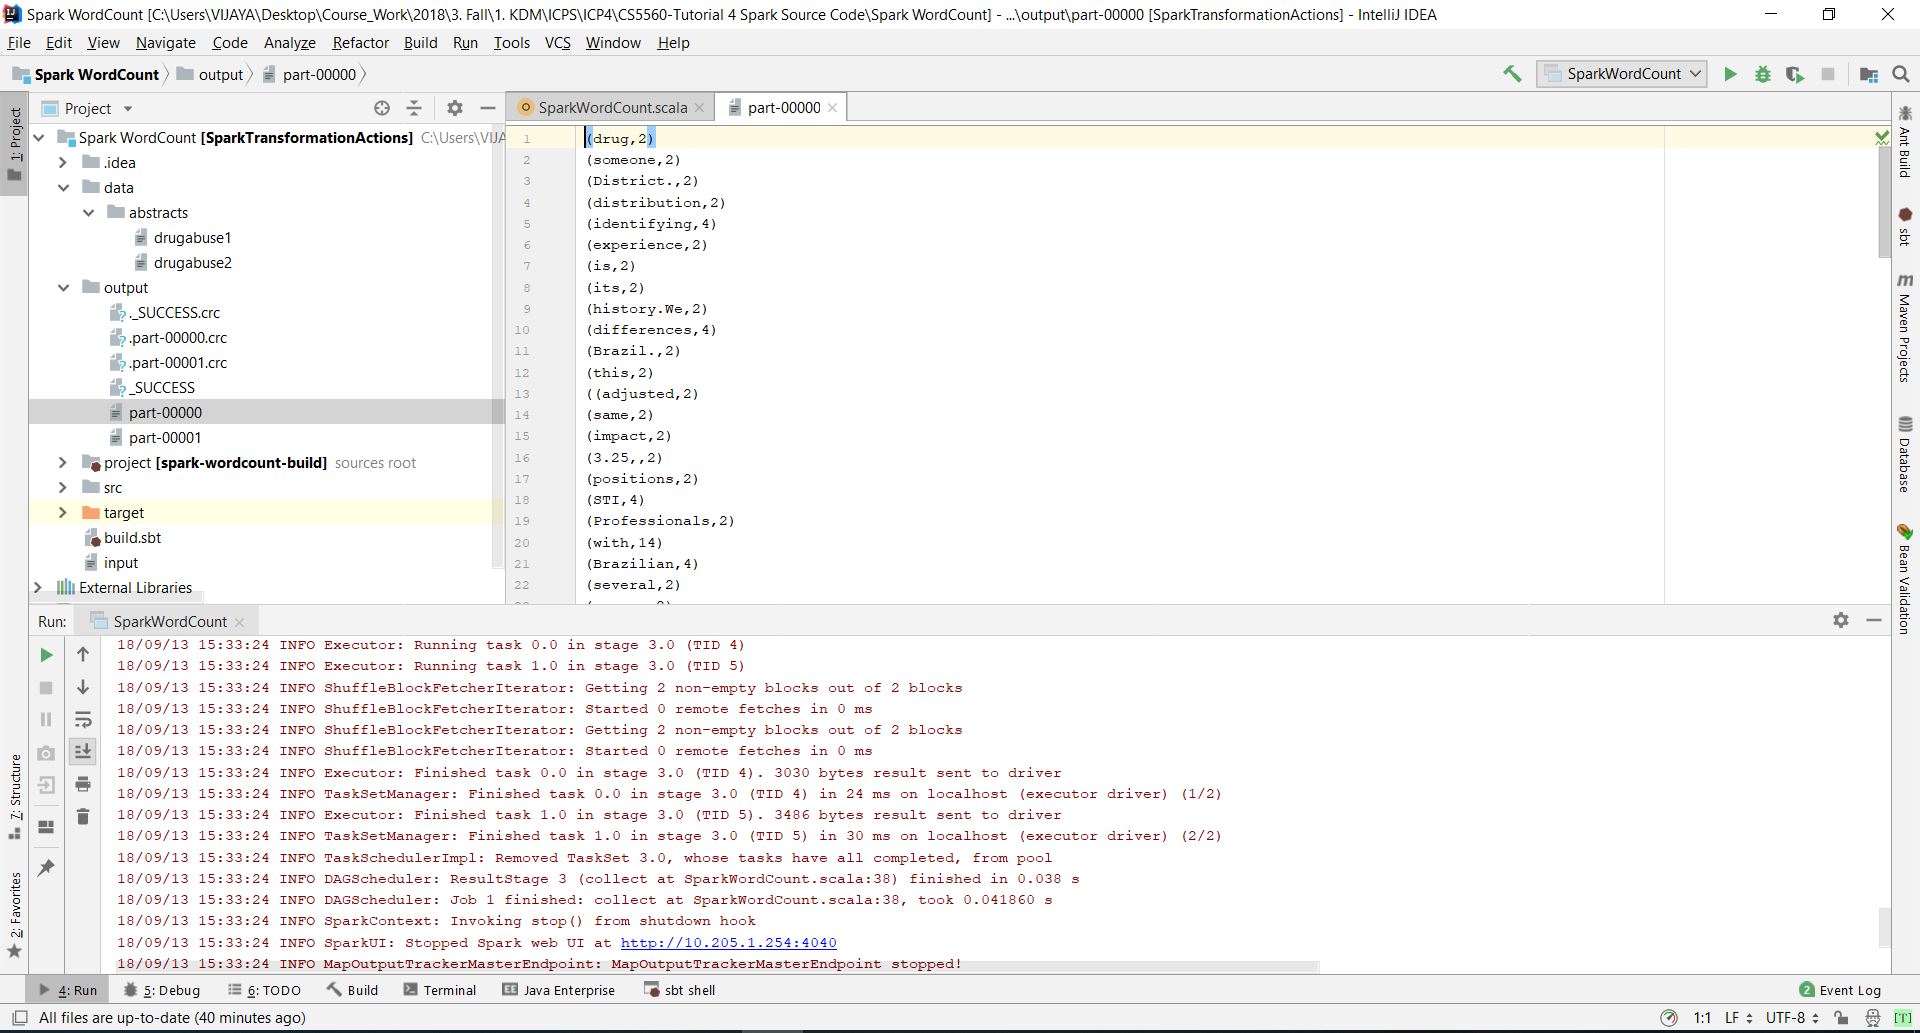 Spark WordCount [C:\Users\VIJAYA\Desktop\Course_Work\2018\3. Fall\1. KDM\ICPS\ICP4\CS5560-Tutorial 4 Spark Source Code\Spark WordCount] - ...\output\part-00000 [SparkTransformationActions] - IntelliJ IDEA
File Edit View Navigate Code Analyze Refactor Build Run Tools VCS Window Help
Spark WordCount output part-00000 SparkWordCount
Project
SparkWordCount.scala part-00000
1: Project
Spark WordCount [SparkTransformationActions] C:\Users\VIJA
.idea
data
abstracts
drugabuse1
drugabuse2
output
._SUCCESS.crc
.part-00000.crc
.part-00001.crc
_SUCCESS
part-00000
part-00001
project [spark-wordcount-build] sources root
src
target
build.sbt
input
External Libraries
1 (drug,2)
2 (someone,2)
3 (District.,2)
4 (distribution,2)
5 (identifying,4)
6 (experience,2)
7 (is,2)
8 (its,2)
9 (history.We,2)
10 (differences,4)
11 (Brazil.,2)
12 (this,2)
13 ((adjusted,2)
14 (same,2)
15 (impact,2)
16 (3.25,,2)
17 (positions,2)
18 (STI,4)
19 (Professionals,2)
20 (with,14)
21 (Brazilian,4)
22 (several,2)
Ant Build
sbt
Maven Projects
Database
Bean Validation
Run: SparkWordCount
18/09/13 15:33:24 INFO Executor: Running task 0.0 in stage 3.0 (TID 4)
18/09/13 15:33:24 INFO Executor: Running task 1.0 in stage 3.0 (TID 5)
18/09/13 15:33:24 INFO ShuffleBlockFetcherIterator: Getting 2 non-empty blocks out of 2 blocks
18/09/13 15:33:24 INFO ShuffleBlockFetcherIterator: Started 0 remote fetches in 0 ms
18/09/13 15:33:24 INFO ShuffleBlockFetcherIterator: Getting 2 non-empty blocks out of 2 blocks
18/09/13 15:33:24 INFO ShuffleBlockFetcherIterator: Started 0 remote fetches in 0 ms
18/09/13 15:33:24 INFO Executor: Finished task 0.0 in stage 3.0 (TID 4). 3030 bytes result sent to driver
18/09/13 15:33:24 INFO TaskSetManager: Finished task 0.0 in stage 3.0 (TID 4) in 24 ms on localhost (executor driver) (1/2)
18/09/13 15:33:24 INFO Executor: Finished task 1.0 in stage 3.0 (TID 5). 3486 bytes result sent to driver
18/09/13 15:33:24 INFO TaskSetManager: Finished task 1.0 in stage 3.0 (TID 5) in 30 ms on localhost (executor driver) (2/2)
18/09/13 15:33:24 INFO TaskSchedulerImpl: Removed TaskSet 3.0, whose tasks have all completed, from pool
18/09/13 15:33:24 INFO DAGScheduler: ResultStage 3 (collect at SparkWordCount.scala:38) finished in 0.038 s
18/09/13 15:33:24 INFO DAGScheduler: Job 1 finished: collect at SparkWordCount.scala:38, took 0.041860 s
18/09/13 15:33:24 INFO SparkContext: Invoking stop() from shutdown hook
18/09/13 15:33:24 INFO SparkUI: Stopped Spark web UI at http://10.205.1.254:4040
18/09/13 15:33:24 INFO MapOutputTrackerMasterEndpoint: MapOutputTrackerMasterEndpoint stopped!
7: Structure
2: Favorites
4: Run 5: Debug 6: TODO Build Terminal Java Enterprise sbt shell 2 Event Log
All files are up-to-date (40 minutes ago) 1:1 LF UTF-8 [T]